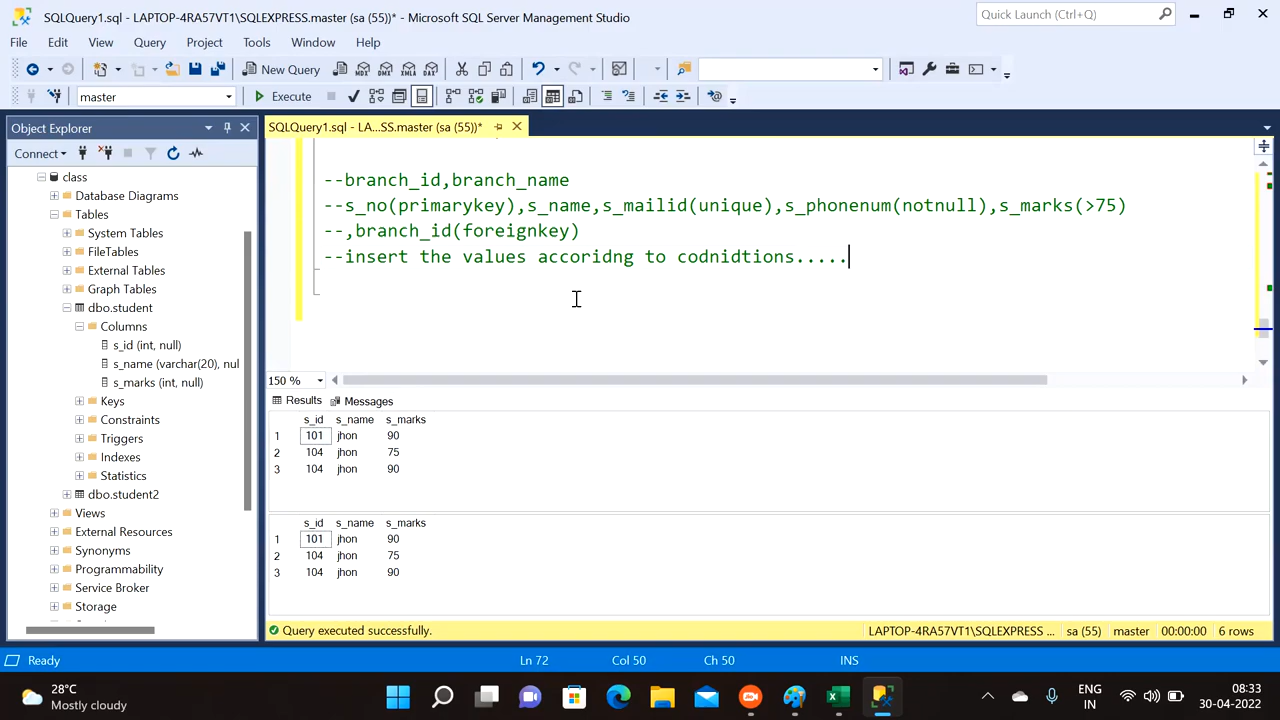 SQLQuery1.sql - LAPTOP-4RA57VT1\SQLEXPRESS.master (sa (55))* - Microsoft SQL Server Management Studio
Quick Launch (Ctrl+Q)
File Edit View Query Project Tools Window Help
New Query MDX DMX XMLA DAX
master Execute
Object Explorer
SQLQuery1.sql - LA...SS.master (sa (55))*
Connect
class
Database Diagrams
Tables
System Tables
FileTables
External Tables
Graph Tables
dbo.student
Columns
s_id (int, null)
s_name (varchar(20), nul
s_marks (int, null)
Keys
Constraints
Triggers
Indexes
Statistics
dbo.student2
Views
External Resources
Synonyms
Programmability
Service Broker
Storage
--branch_id,branch_name
--s_no(primarykey),s_name,s_mailid(unique),s_phonenum(notnull),s_marks(>75)
--,branch_id(foreignkey)
--insert the values accoridng to codnidtions.....
150 %
Results Messages
s_id s_name s_marks
1 101 jhon 90
2 104 jhon 75
3 104 jhon 90
s_id s_name s_marks
1 101 jhon 90
2 104 jhon 75
3 104 jhon 90
Query executed successfully. LAPTOP-4RA57VT1\SQLEXPRESS ... sa (55) master 00:00:00 6 rows
Ready Ln 72 Col 50 Ch 50 INS
28°C
Mostly cloudy
ENG
IN
08:33
30-04-2022